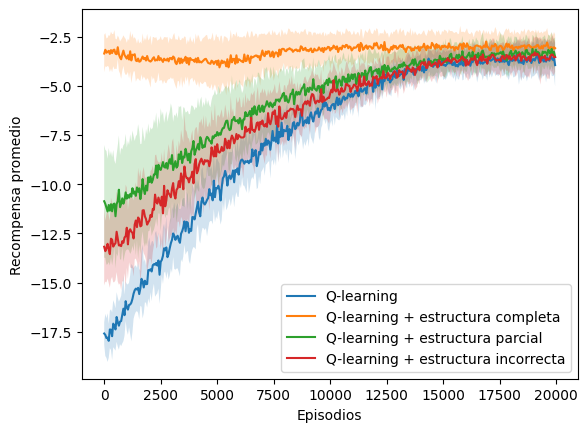 Recompensa promedio
−2.5
−5.0
−7.5
−10.0
−12.5
−15.0
−17.5
Q-learning
Q-learning + estructura completa
Q-learning + estructura parcial
Q-learning + estructura incorrecta
0 2500 5000 7500 10000 12500 15000 17500 20000
Episodios